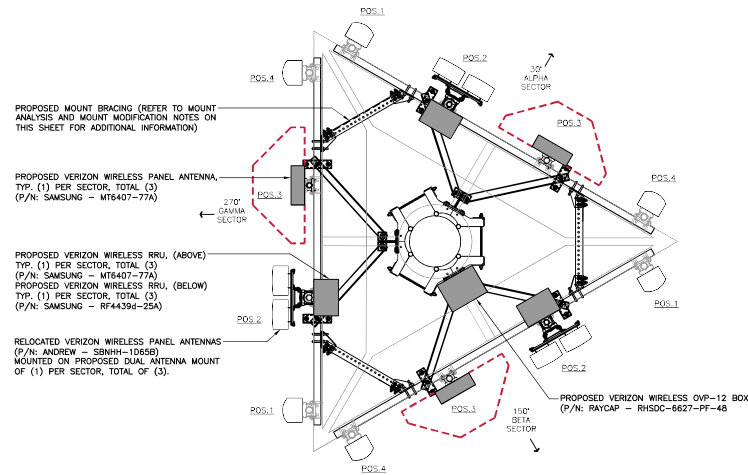 POS.1
POS.2
30°
ALPHA
SECTOR
POS.4
PROPOSED MOUNT BRACING (REFER TO MOUNT
ANALYSIS AND MOUNT MODIFICATION NOTES ON
THIS SHEET FOR ADDITIONAL INFORMATION)
POS.3
PROPOSED VERIZON WIRELESS PANEL ANTENNA,
TYP. (1) PER SECTOR, TOTAL (3)
(P/N: SAMSUNG - MT6407-77A)
POS.3
POS.4
270°
GAMMA
SECTOR
PROPOSED VERIZON WIRELESS RRU, (ABOVE)
TYP. (1) PER SECTOR, TOTAL (3)
(P/N: SAMSUNG - MT6407-77A)
PROPOSED VERIZON WIRELESS RRU, (BELOW)
TYP. (1) PER SECTOR, TOTAL (3)
(P/N: SAMSUNG - RF4439d-25A)
POS.1
POS.2
RELOCATED VERIZON WIRELESS PANEL ANTENNAS
(P/N: ANDREW - SBNHH-1D65B)
MOUNTED ON PROPOSED DUAL ANTENNA MOUNT
OF (1) PER SECTOR, TOTAL OF (3).
POS.2
PROPOSED VERIZON WIRELESS OVP-12 BOX
(P/N: RAYCAP - RHSDC-6627-PF-48
POS.1
POS.3
150°
BETA
SECTOR
POS.4